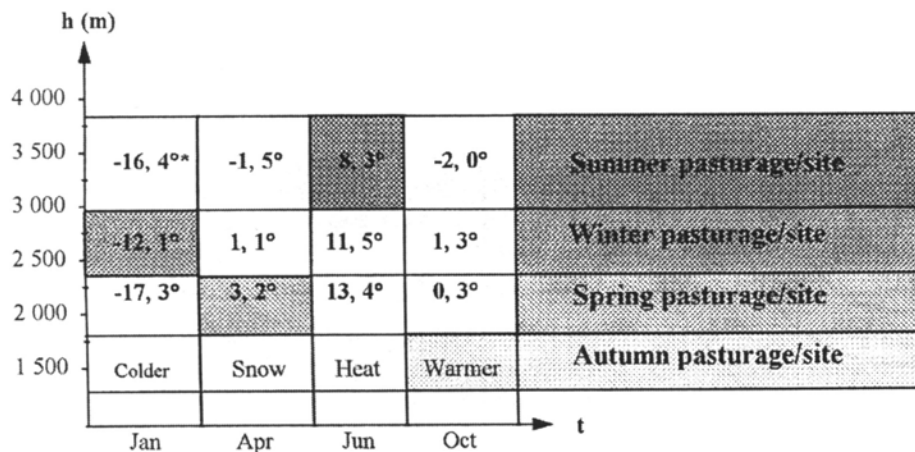 h (m)
4 000
3 500 -16, 4°* -1, 5° 8, 3° -2, 0° Summer pasturage/site
3 000
-12, 1° 1, 1° 11, 5° 1, 3° Winter pasturage/site
2 500
-17, 3° 3, 2° 13, 4° 0, 3° Spring pasturage/site
2 000
1 500 Colder Snow Heat Warmer Autumn pasturage/site
t
Jan Apr Jun Oct